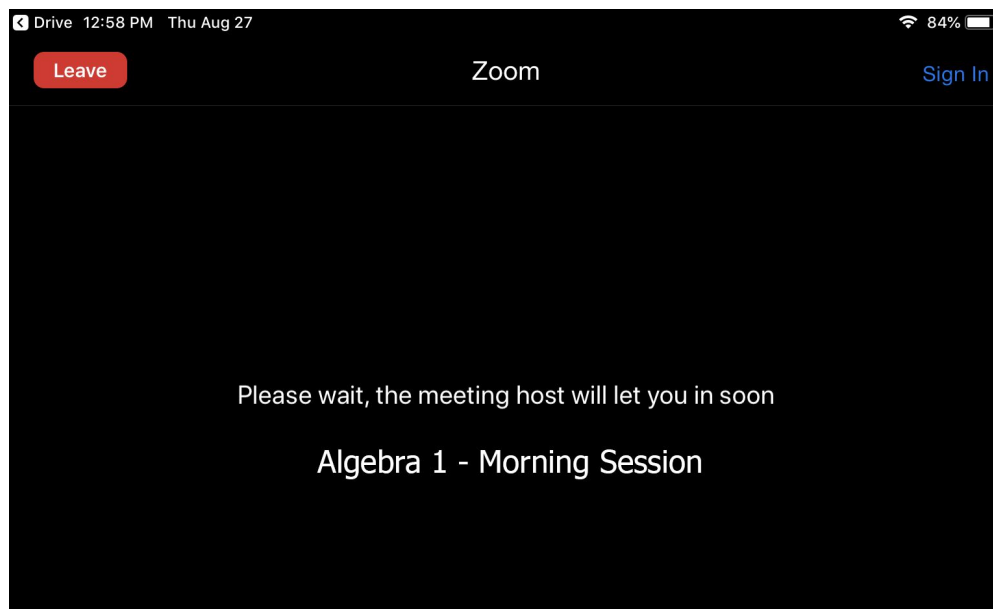 Drive 12:58 PM Thu Aug 27 84%
Leave Zoom Sign In
Please wait, the meeting host will let you in soon
Algebra 1 - Morning Session